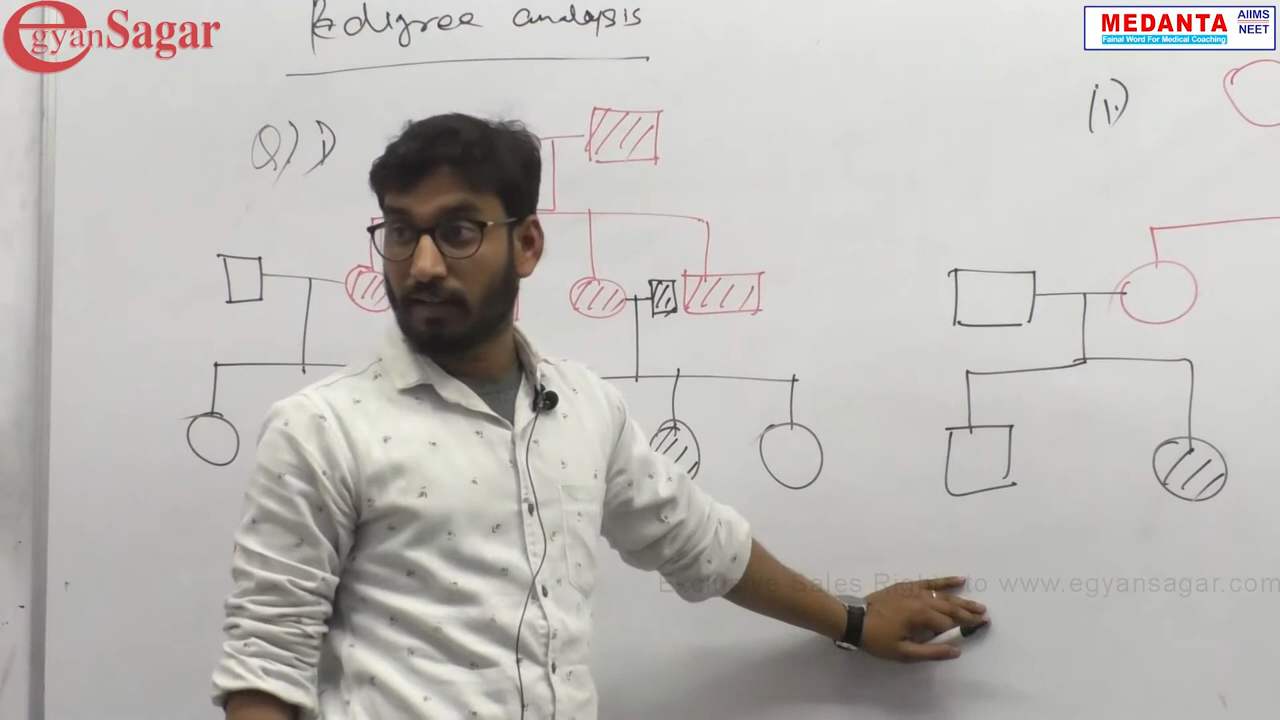 egyanSagar
MEDANTA
Fainal Word For Medical Coaching
AIIMS
NEET
Pedigree analysis
Q) I)
(1)
Exclusive Sales Rights to www.egyansagar.com